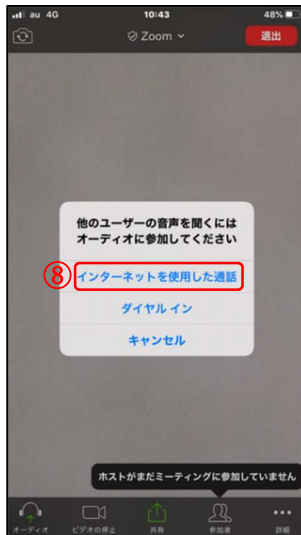 au 4G 10:43 48%
Zoom 退出
他のユーザーの音声を聞くには
オーディオに参加してください
⑧ インターネットを使用した通話
ダイヤル イン
キャンセル
ホストがまだミーティングに参加していません
オーディオ ビデオの停止 共有 参加者 詳細